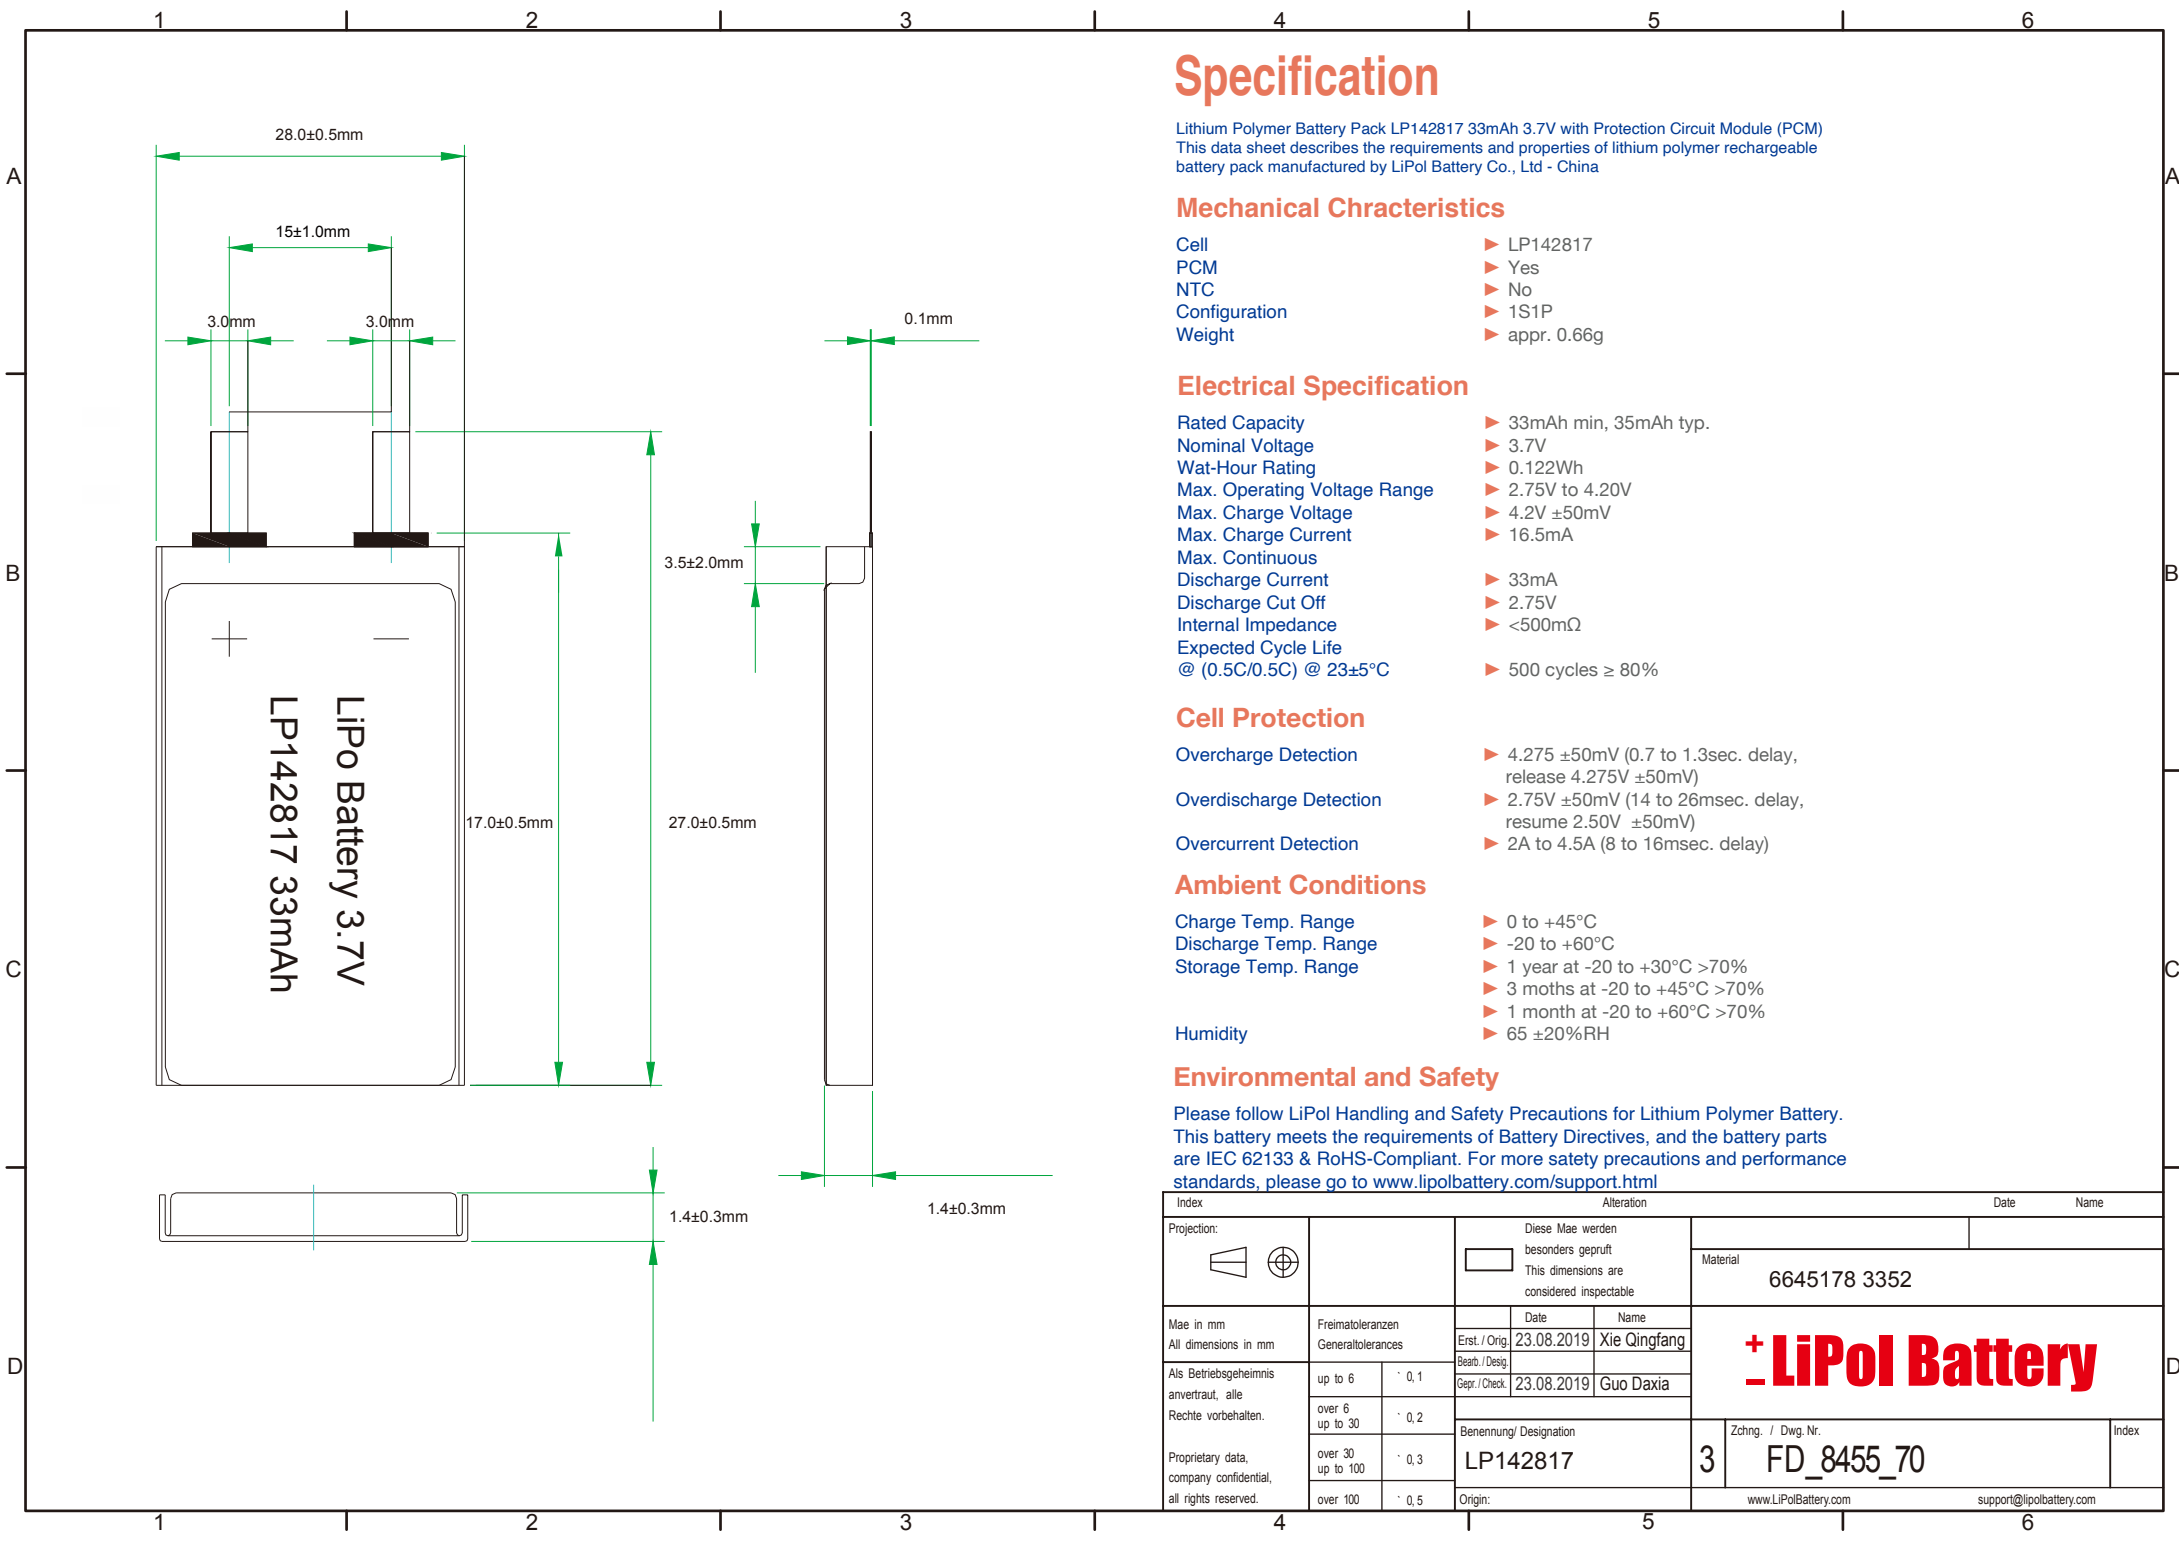 1 2 3 4 5 6
A
B
C
D
28.0±0.5mm
15±1.0mm
3.0mm 3.0mm
0.1mm
3.5±2.0mm
17.0±0.5mm
27.0±0.5mm
LiPo Battery 3.7V
LP142817 33mAh
1.4±0.3mm
1.4±0.3mm
Specification
Lithium Polymer Battery Pack LP142817 33mAh 3.7V with Protection Circuit Module (PCM)
This data sheet describes the requirements and properties of lithium polymer rechargeable
battery pack manufactured by LiPol Battery Co., Ltd - China
Mechanical Chracteristics
Cell ► LP142817
PCM ► Yes
NTC ► No
Configuration ► 1S1P
Weight ► appr. 0.66g
Electrical Specification
Rated Capacity ► 33mAh min, 35mAh typ.
Nominal Voltage ► 3.7V
Wat-Hour Rating ► 0.122Wh
Max. Operating Voltage Range ► 2.75V to 4.20V
Max. Charge Voltage ► 4.2V ±50mV
Max. Charge Current ► 16.5mA
Max. Continuous
Discharge Current ► 33mA
Discharge Cut Off ► 2.75V
Internal Impedance ► <500mΩ
Expected Cycle Life
@ (0.5C/0.5C) @ 23±5°C ► 500 cycles ≥ 80%
Cell Protection
Overcharge Detection ► 4.275 ±50mV (0.7 to 1.3sec. delay,
release 4.275V ±50mV)
Overdischarge Detection ► 2.75V ±50mV (14 to 26msec. delay,
resume 2.50V ±50mV)
Overcurrent Detection ► 2A to 4.5A (8 to 16msec. delay)
Ambient Conditions
Charge Temp. Range ► 0 to +45°C
Discharge Temp. Range ► -20 to +60°C
Storage Temp. Range ► 1 year at -20 to +30°C >70%
► 3 moths at -20 to +45°C >70%
► 1 month at -20 to +60°C >70%
Humidity ► 65 ±20%RH
Environmental and Safety
Please follow LiPol Handling and Safety Precautions for Lithium Polymer Battery.
This battery meets the requirements of Battery Directives, and the battery parts
are IEC 62133 & RoHS-Compliant. For more satety precautions and performance
standards, please go to www.lipolbattery.com/support.html
Index Alteration Date Name
Projection:
Diese Mae werden
besonders gepruft
This dimensions are
considered inspectable
Material
6645178 3352
Mae in mm
All dimensions in mm
Freimatoleranzen
Generaltolerances
Date Name
Erst. / Orig. 23.08.2019 Xie Qingfang
Bearb. / Desig.
Gepr. / Check. 23.08.2019 Guo Daxia
Als Betriebsgeheimnis
anvertraut, alle
Rechte vorbehalten.
Proprietary data,
company confidential,
all rights reserved.
up to 6 ` 0, 1
over 6
up to 30 ` 0, 2
over 30
up to 100 ` 0, 3
over 100 ` 0, 5
Benennung/ Designation
LP142817
Origin:
+ - LiPol Battery
3
Zchng. / Dwg. Nr.
FD_8455_70
Index
www.LiPolBattery.com support@lipolbattery.com
A
B
C
D
1 2 3 4 5 6